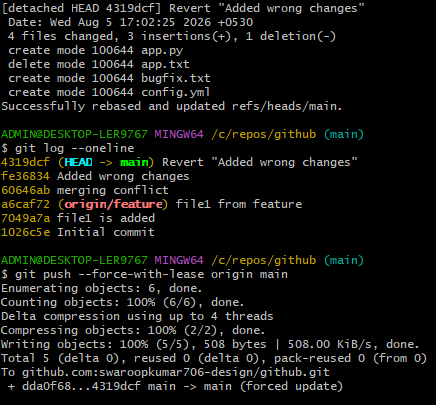 [detached HEAD 4319dcf] Revert "Added wrong changes"
 Date: Wed Aug 5 17:02:25 2026 +0530
 4 files changed, 3 insertions(+), 1 deletion(-)
 create mode 100644 app.py
 delete mode 100644 app.txt
 create mode 100644 bugfix.txt
 create mode 100644 config.yml
Successfully rebased and updated refs/heads/main.

ADMIN@DESKTOP-LER9767 MINGW64 /c/repos/github (main)
$ git log --oneline
4319dcf (HEAD -> main) Revert "Added wrong changes"
fe36834 Added wrong changes
60646ab merging conflict
a6caf72 (origin/feature) file1 from feature
7049a7a file1 is added
1026c5e Initial commit

ADMIN@DESKTOP-LER9767 MINGW64 /c/repos/github (main)
$ git push --force-with-lease origin main
Enumerating objects: 6, done.
Counting objects: 100% (6/6), done.
Delta compression using up to 4 threads
Compressing objects: 100% (2/2), done.
Writing objects: 100% (5/5), 508 bytes | 508.00 KiB/s, done.
Total 5 (delta 0), reused 0 (delta 0), pack-reused 0 (from 0)
To github.com:swaroopkumar706-design/github.git
 + dda0f68...4319dcf main -> main (forced update)